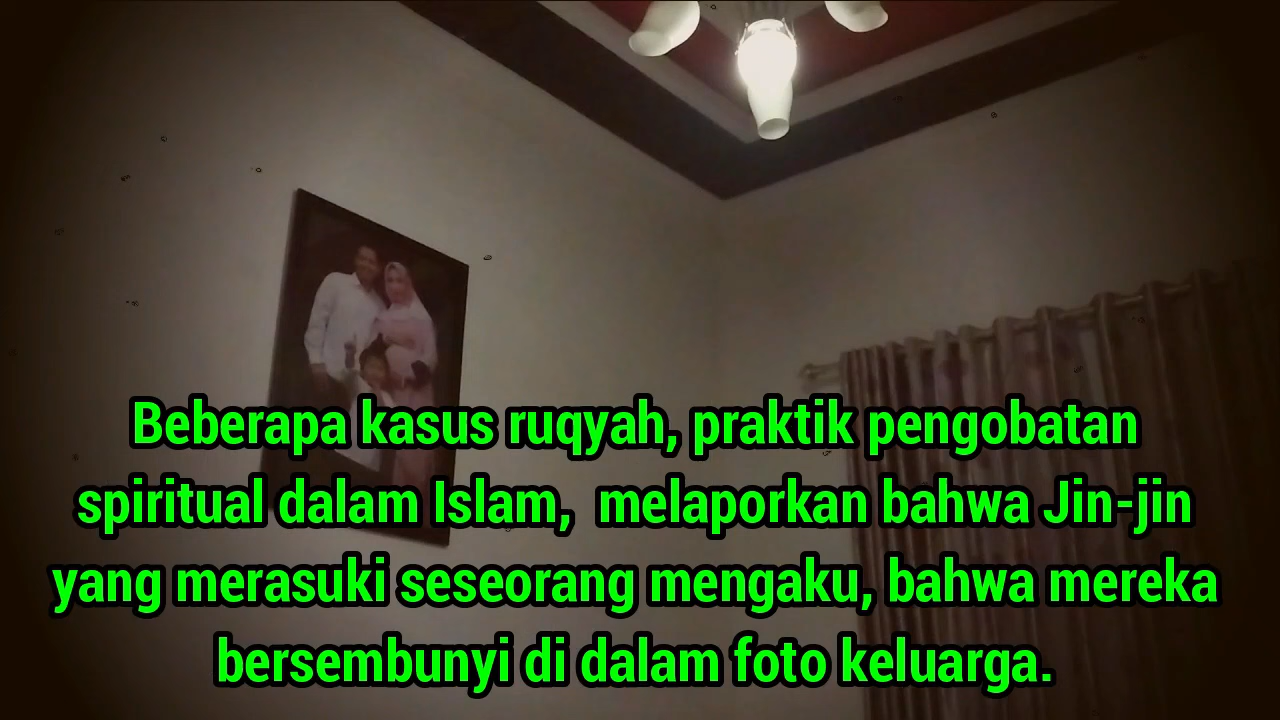 Beberapa kasus ruqyah, praktik pengobatan
spiritual dalam Islam, melaporkan bahwa Jin-jin
yang merasuki seseorang mengaku, bahwa mereka
bersembunyi di dalam foto keluarga.